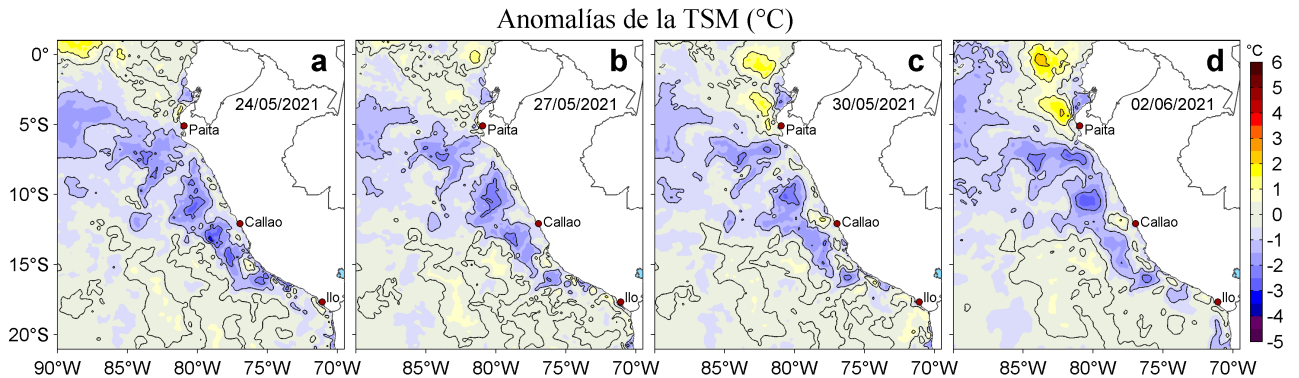 Anomalías de la TSM (°C)
a
b
c
d
24/05/2021
27/05/2021
30/05/2021
02/06/2021
Paita
Paita
Paita
Paita
Callao
Callao
Callao
Callao
Ilo
Ilo
Ilo
Ilo
0°
5°S
10°S
15°S
20°S
90°W 85°W 80°W 75°W 70°W
85°W 80°W 75°W 70°W
85°W 80°W 75°W 70°W
85°W 80°W 75°W 70°W
°C
6
5
4
3
2
1
0
-1
-2
-3
-4
-5